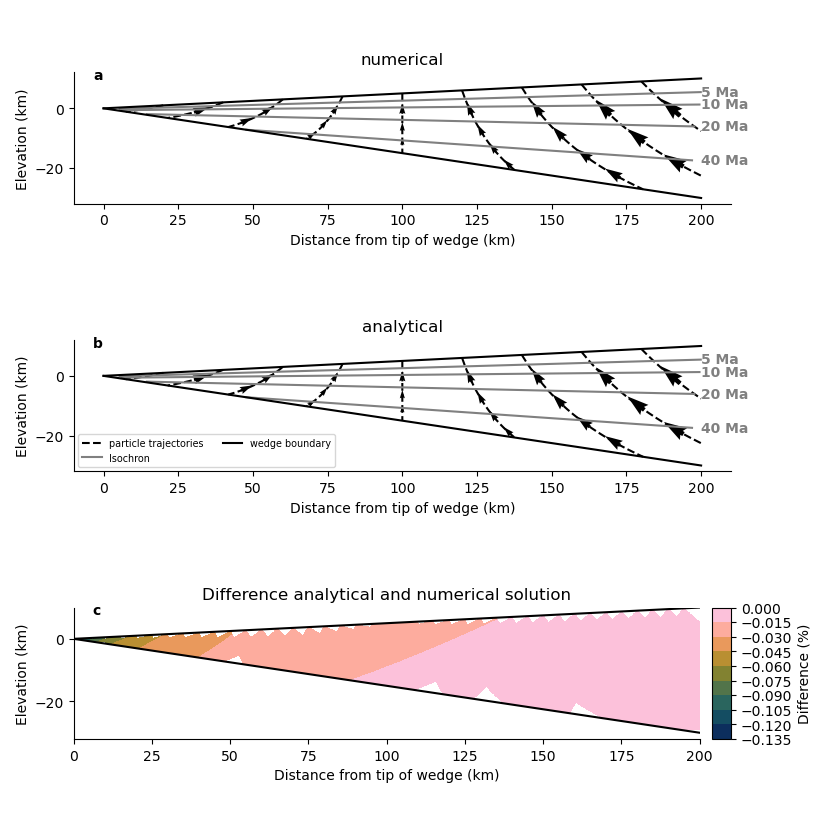 numerical
a
0
−20
Elevation (km)
5 Ma
10 Ma
20 Ma
40 Ma
0 25 50 75 100 125 150 175 200
Distance from tip of wedge (km)
analytical
b
0
−20
Elevation (km)
5 Ma
10 Ma
20 Ma
40 Ma
particle trajectories wedge boundary
Isochron
0 25 50 75 100 125 150 175 200
Distance from tip of wedge (km)
Difference analytical and numerical solution
c
0
−20
Elevation (km)
0 25 50 75 100 125 150 175 200
Distance from tip of wedge (km)
0.000
−0.015
−0.030
−0.045
−0.060
−0.075
−0.090
−0.105
−0.120
−0.135
Difference (%)